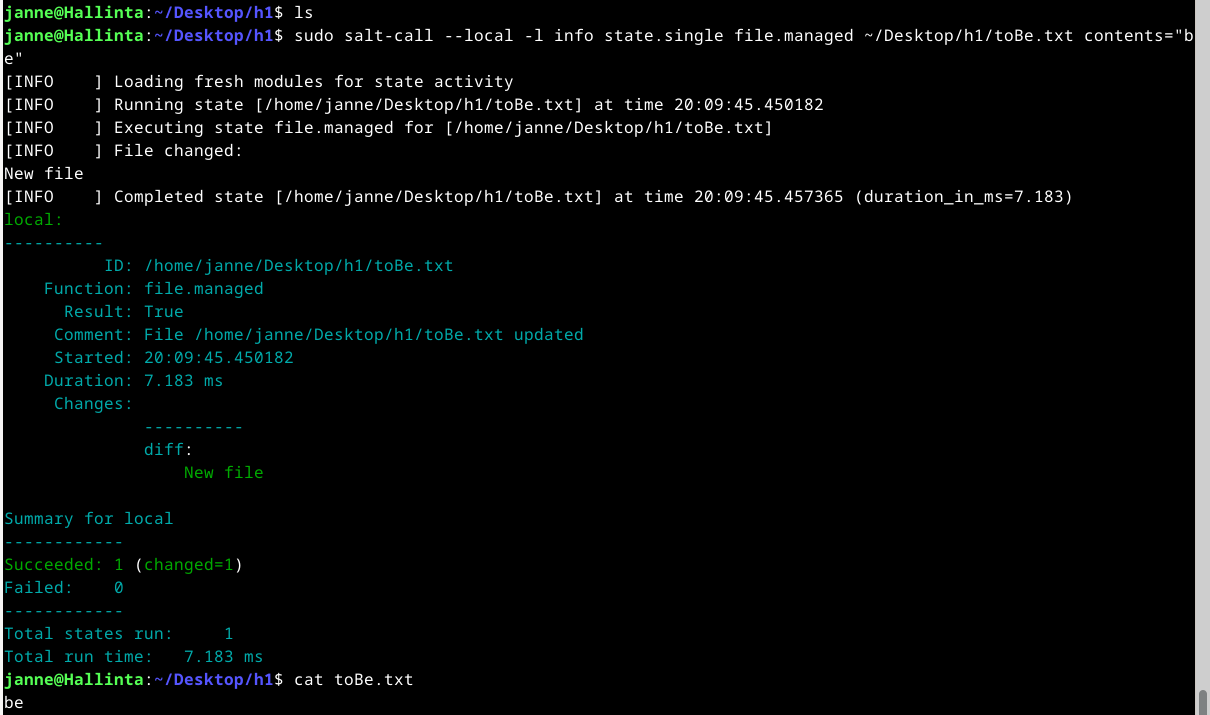 janne@Hallinta:~/Desktop/h1$ ls
janne@Hallinta:~/Desktop/h1$ sudo salt-call --local -l info state.single file.managed ~/Desktop/h1/toBe.txt contents="b
e"
[INFO    ] Loading fresh modules for state activity
[INFO    ] Running state [/home/janne/Desktop/h1/toBe.txt] at time 20:09:45.450182
[INFO    ] Executing state file.managed for [/home/janne/Desktop/h1/toBe.txt]
[INFO    ] File changed:
New file
[INFO    ] Completed state [/home/janne/Desktop/h1/toBe.txt] at time 20:09:45.457365 (duration_in_ms=7.183)
local:
----------
          ID: /home/janne/Desktop/h1/toBe.txt
    Function: file.managed
      Result: True
     Comment: File /home/janne/Desktop/h1/toBe.txt updated
     Started: 20:09:45.450182
    Duration: 7.183 ms
     Changes:
              ----------
              diff:
                  New file

Summary for local
------------
Succeeded: 1 (changed=1)
Failed:    0
------------
Total states run:     1
Total run time:   7.183 ms
janne@Hallinta:~/Desktop/h1$ cat toBe.txt
be